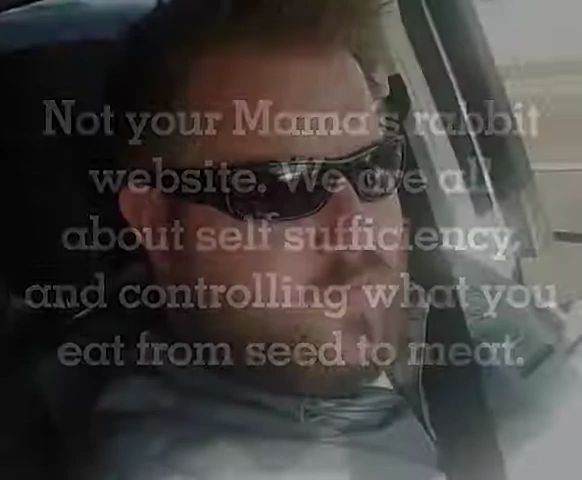 Not your Mama's rabbit
website. We are all
about self sufficiency,
and controlling what you
eat from seed to meat.